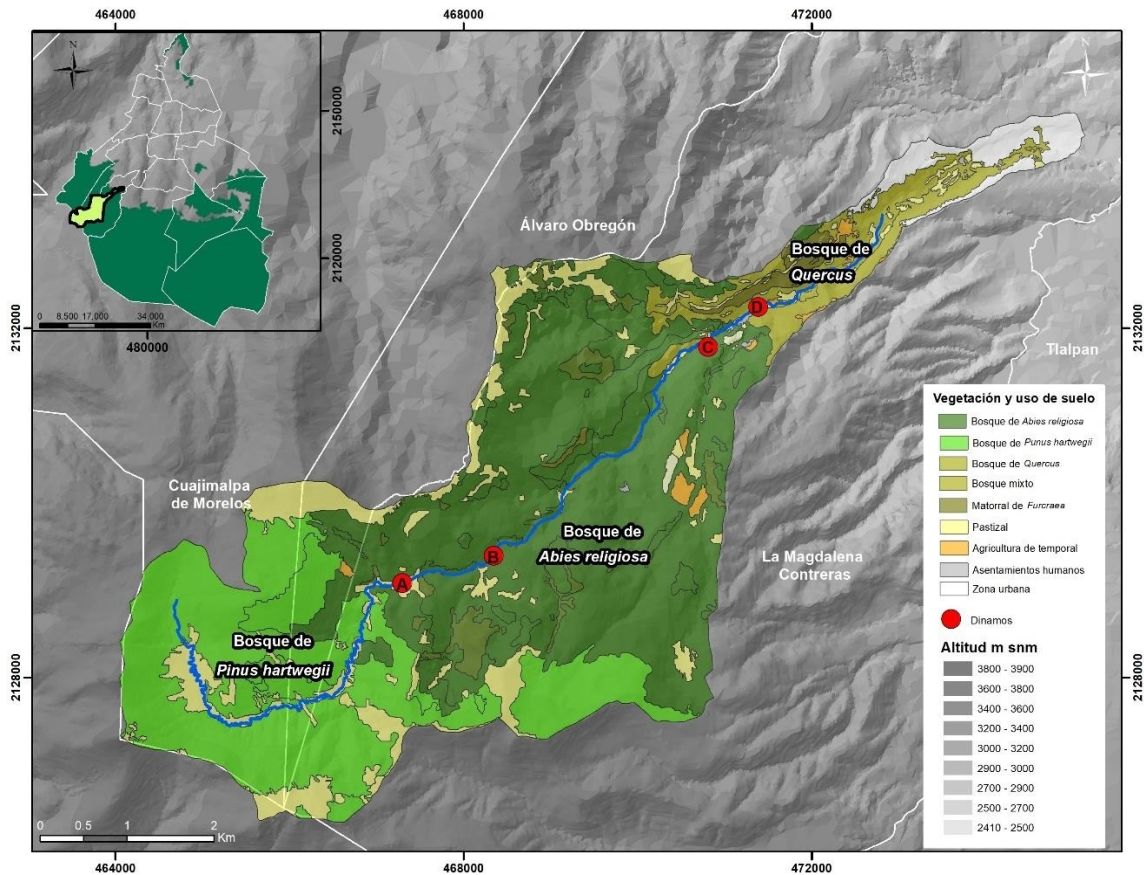 464000
468000
472000
N
2150000
2120000
0 8,500 17,000 34,000
Km
480000
N
Álvaro Obregón
Bosque de
Quercus
D
C
Tlalpan
2132000
2132000
Cuajimalpa
de Morelos
Bosque de
Abies religiosa
B
A
La Magdalena
Contreras
Bosque de
Pinus hartwegii
2128000
2128000
Vegetación y uso de suelo
Bosque de Abies religiosa
Bosque de Punus hartwegii
Bosque de Quercus
Bosque mixto
Matorral de Furcraea
Pastizal
Agricultura de temporal
Asentamientos humanos
Zona urbana
Dinamos
Altitud m snm
3800 - 3900
3600 - 3800
3400 - 3600
3200 - 3400
3000 - 3200
2900 - 3000
2700 - 2900
2500 - 2700
2410 - 2500
0 0.5 1 2
Km
464000
468000
472000